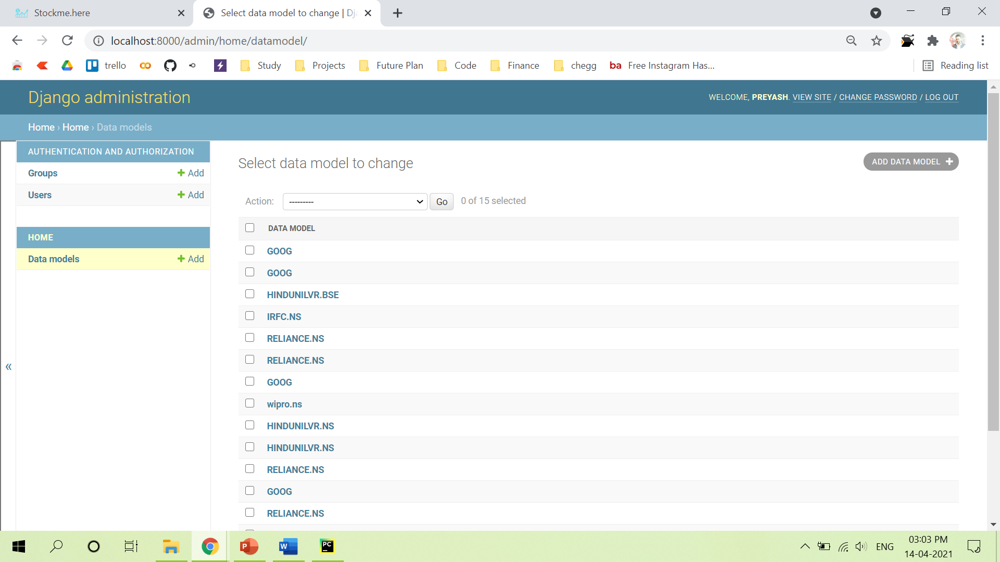 Stockme.here
Select data model to change | Dj
localhost:8000/admin/home/datamodel/
trello
Study
Projects
Future Plan
Code
Finance
chegg
ba Free Instagram Has...
Reading list
Django administration
WELCOME, PREYASH. VIEW SITE / CHANGE PASSWORD / LOG OUT
Home › Home › Data models
AUTHENTICATION AND AUTHORIZATION
Groups + Add
Users + Add
HOME
Data models + Add
«
Select data model to change
ADD DATA MODEL +
Action: --------- Go 0 of 15 selected
DATA MODEL
GOOG
GOOG
HINDUNILVR.BSE
IRFC.NS
RELIANCE.NS
RELIANCE.NS
GOOG
wipro.ns
HINDUNILVR.NS
HINDUNILVR.NS
RELIANCE.NS
GOOG
RELIANCE.NS
P
W
PC
ENG
03:03 PM
14-04-2021